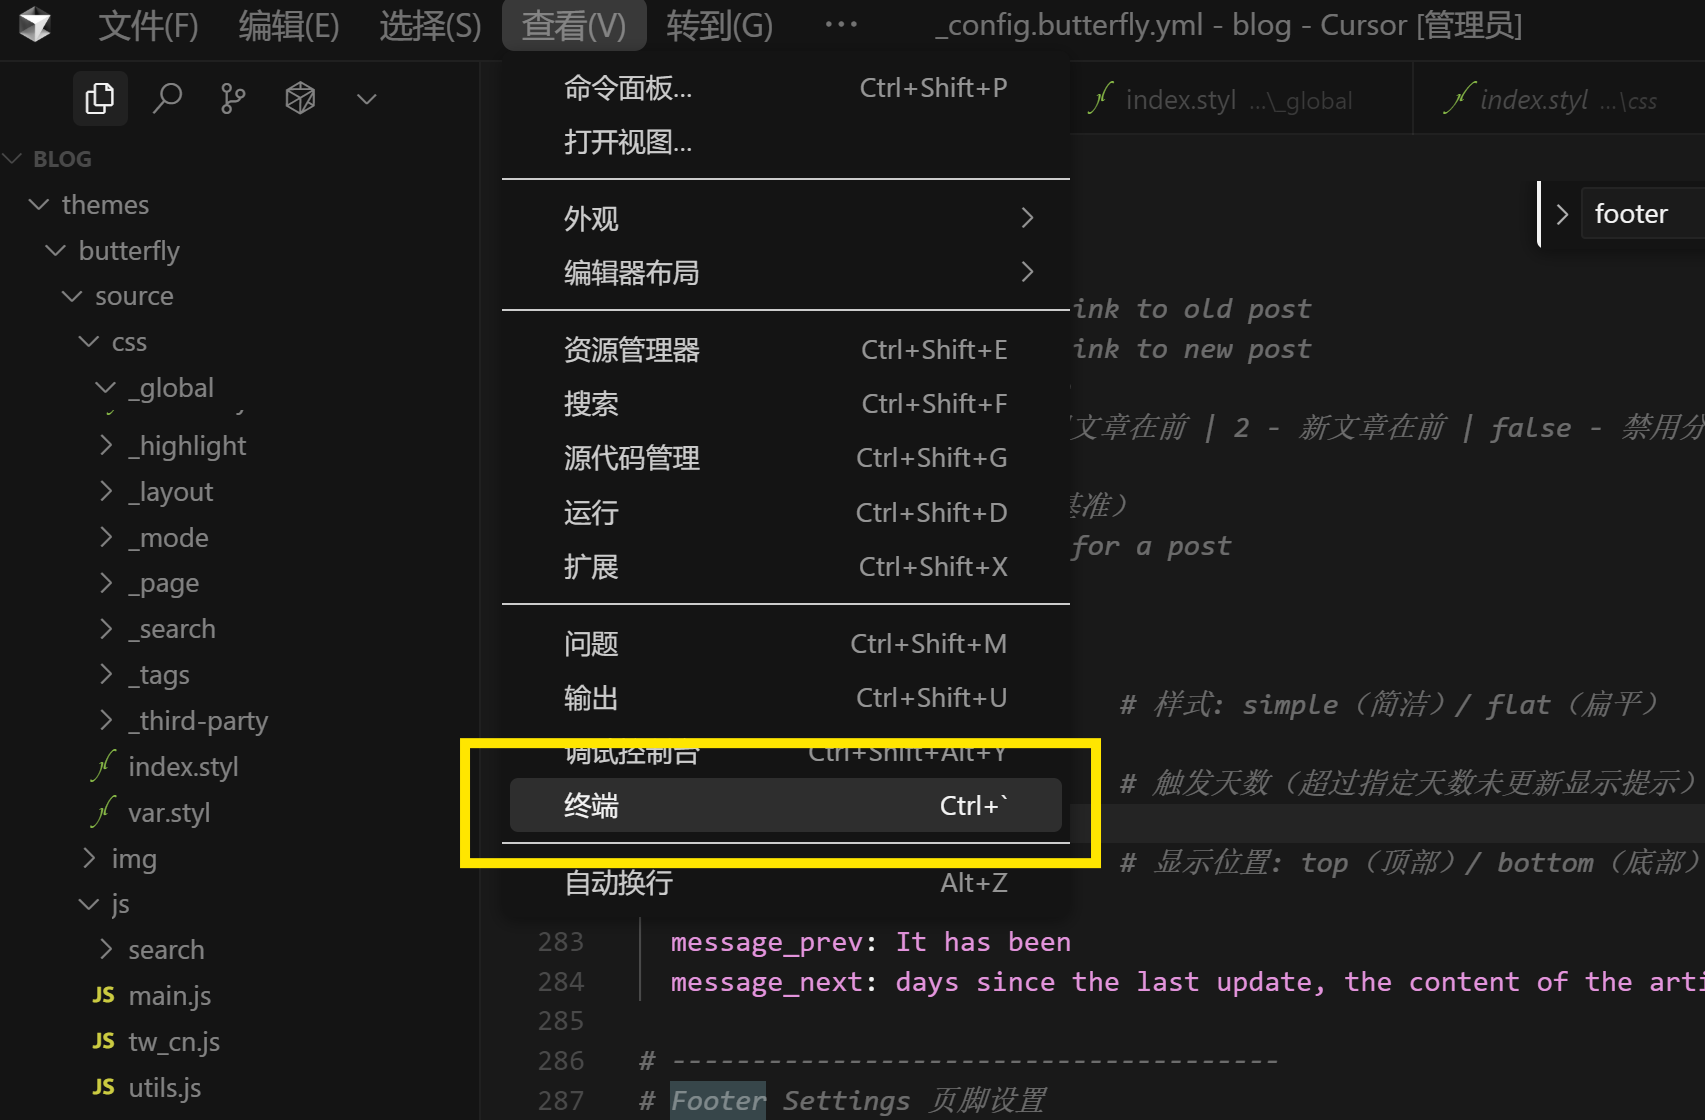 文件(F) 编辑(E) 选择(S) 查看(V) 转到(G) ··· _config.butterfly.yml - blog - Cursor [管理员]
index.styl ...\_global index.styl ...\css
BLOG
themes
butterfly
source
css
_global
_highlight
_layout
_mode
_page
_search
_tags
_third-party
index.styl
var.styl
img
js
search
JS main.js
JS tw_cn.js
JS utils.js
命令面板... Ctrl+Shift+P
打开视图...
外观
编辑器布局
资源管理器 Ctrl+Shift+E
搜索 Ctrl+Shift+F
源代码管理 Ctrl+Shift+G
运行 Ctrl+Shift+D
扩展 Ctrl+Shift+X
问题 Ctrl+Shift+M
输出 Ctrl+Shift+U
调试控制台 Ctrl+Shift+Alt+Y
终端 Ctrl+`
自动换行 Alt+Z
footer
ink to old post
ink to new post
文章在前 | 2 - 新文章在前 | false - 禁用分
基准）
for a post
# 样式: simple（简洁）/ flat（扁平）
# 触发天数（超过指定天数未更新显示提示）
# 显示位置: top（顶部）/ bottom（底部）
283 message_prev: It has been
284 message_next: days since the last update, the content of the arti
285
286 # --------------------------------------
287 # Footer Settings 页脚设置